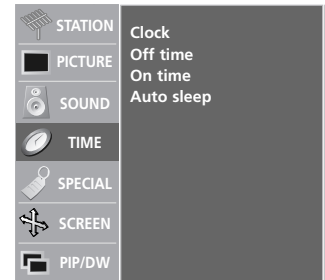 STATION
PICTURE
SOUND
TIME
SPECIAL
SCREEN
PIP/DW
Clock
Off time
On time
Auto sleep